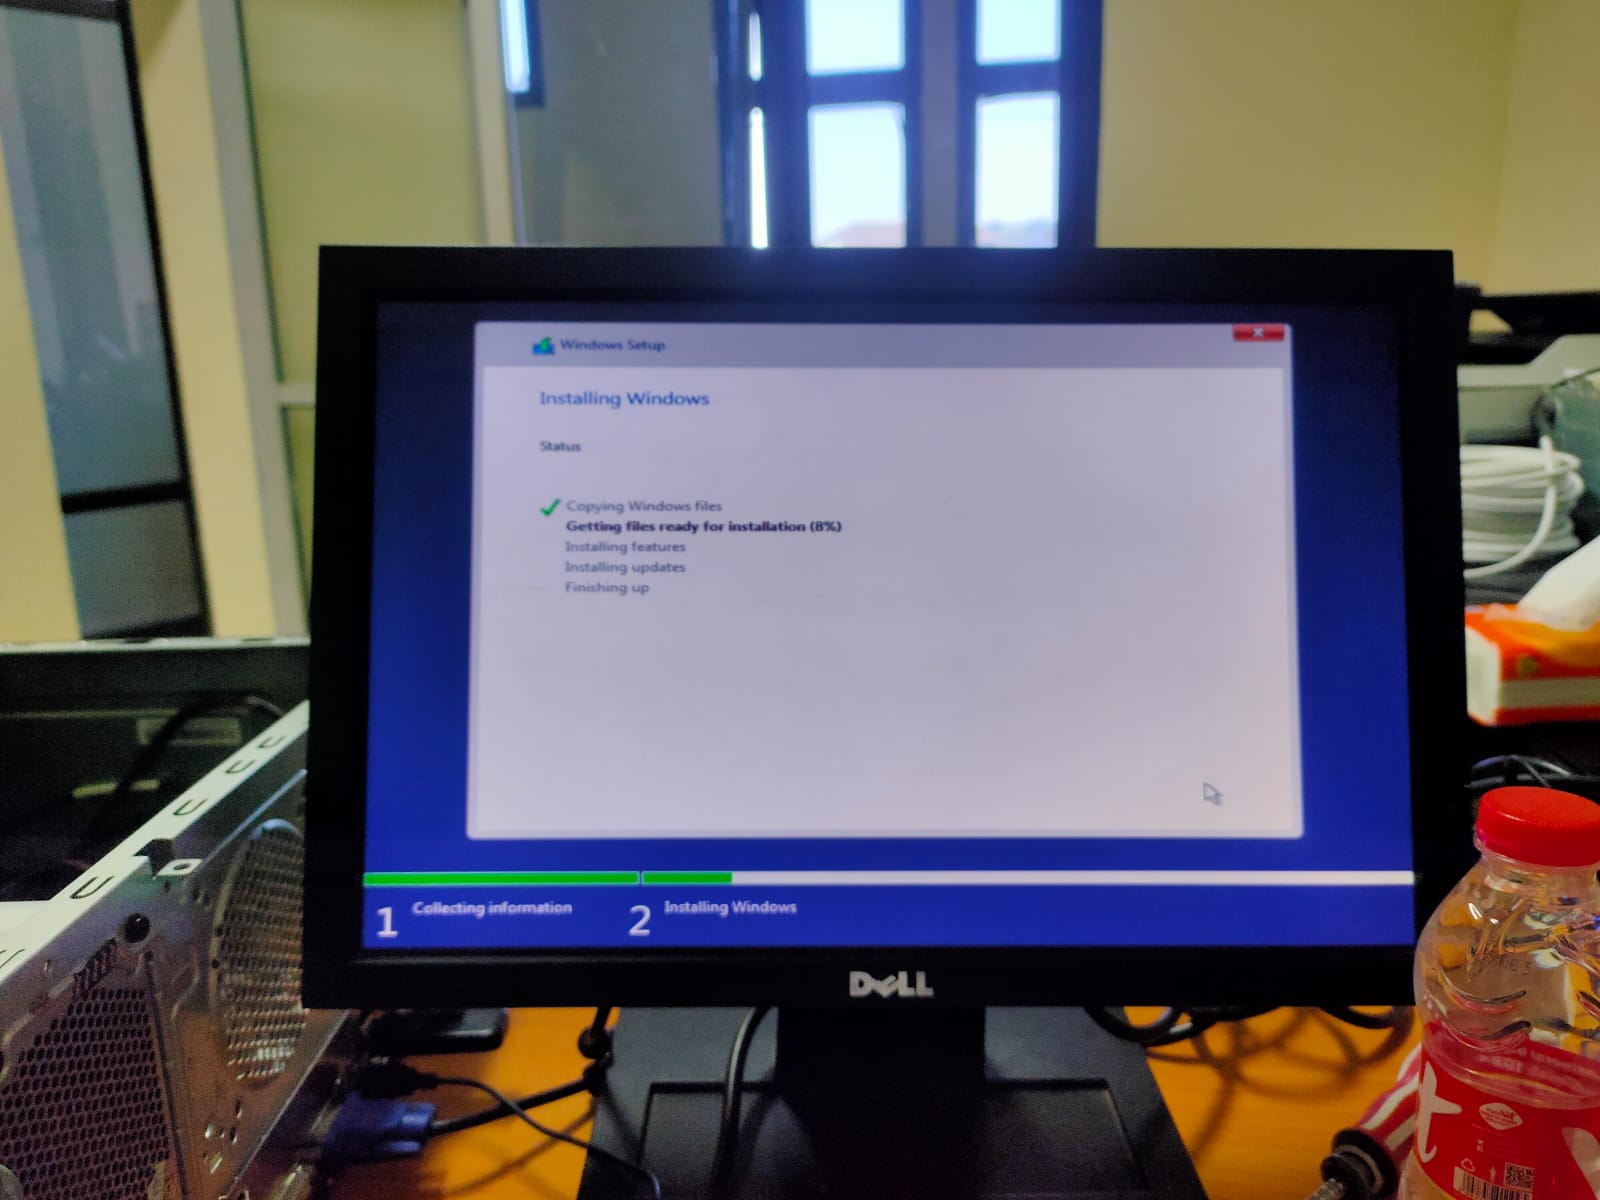 Windows Setup
Installing Windows
Status
Copying Windows files
Getting files ready for installation (8%)
Installing features
Installing updates
Finishing up
1 Collecting information
2 Installing Windows
DELL